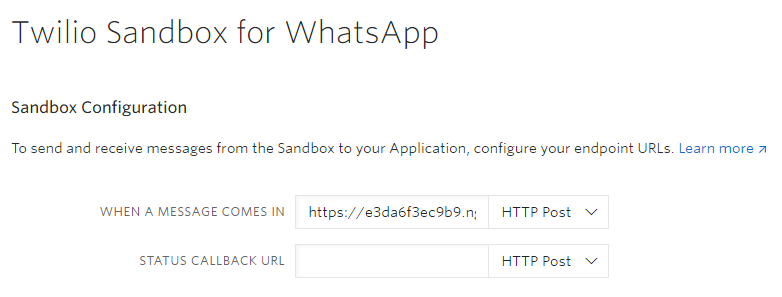 Twilio Sandbox for WhatsApp
Sandbox Configuration
To send and receive messages from the Sandbox to your Application, configure your endpoint URLs. Learn more ↗
WHEN A MESSAGE COMES IN https://e3da6f3ec9b9.n HTTP Post
STATUS CALLBACK URL HTTP Post